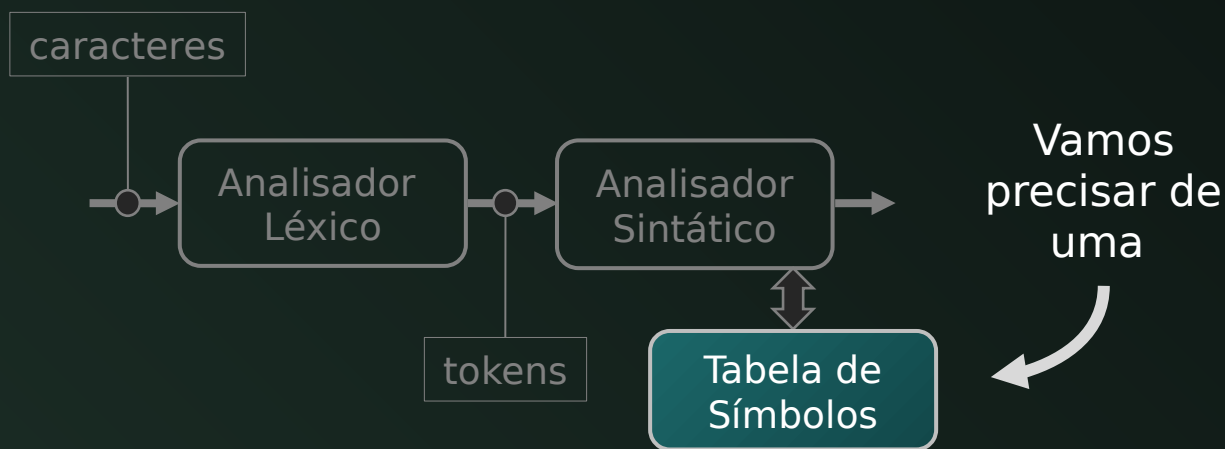 caracteres
Analisador
Léxico
Analisador
Sintático
Vamos
precisar de
uma
tokens
Tabela de
Símbolos